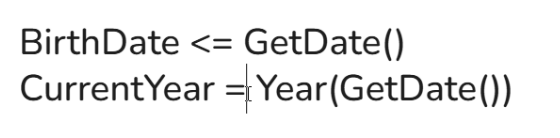 BirthDate <= GetDate()
CurrentYear = Year(GetDate())